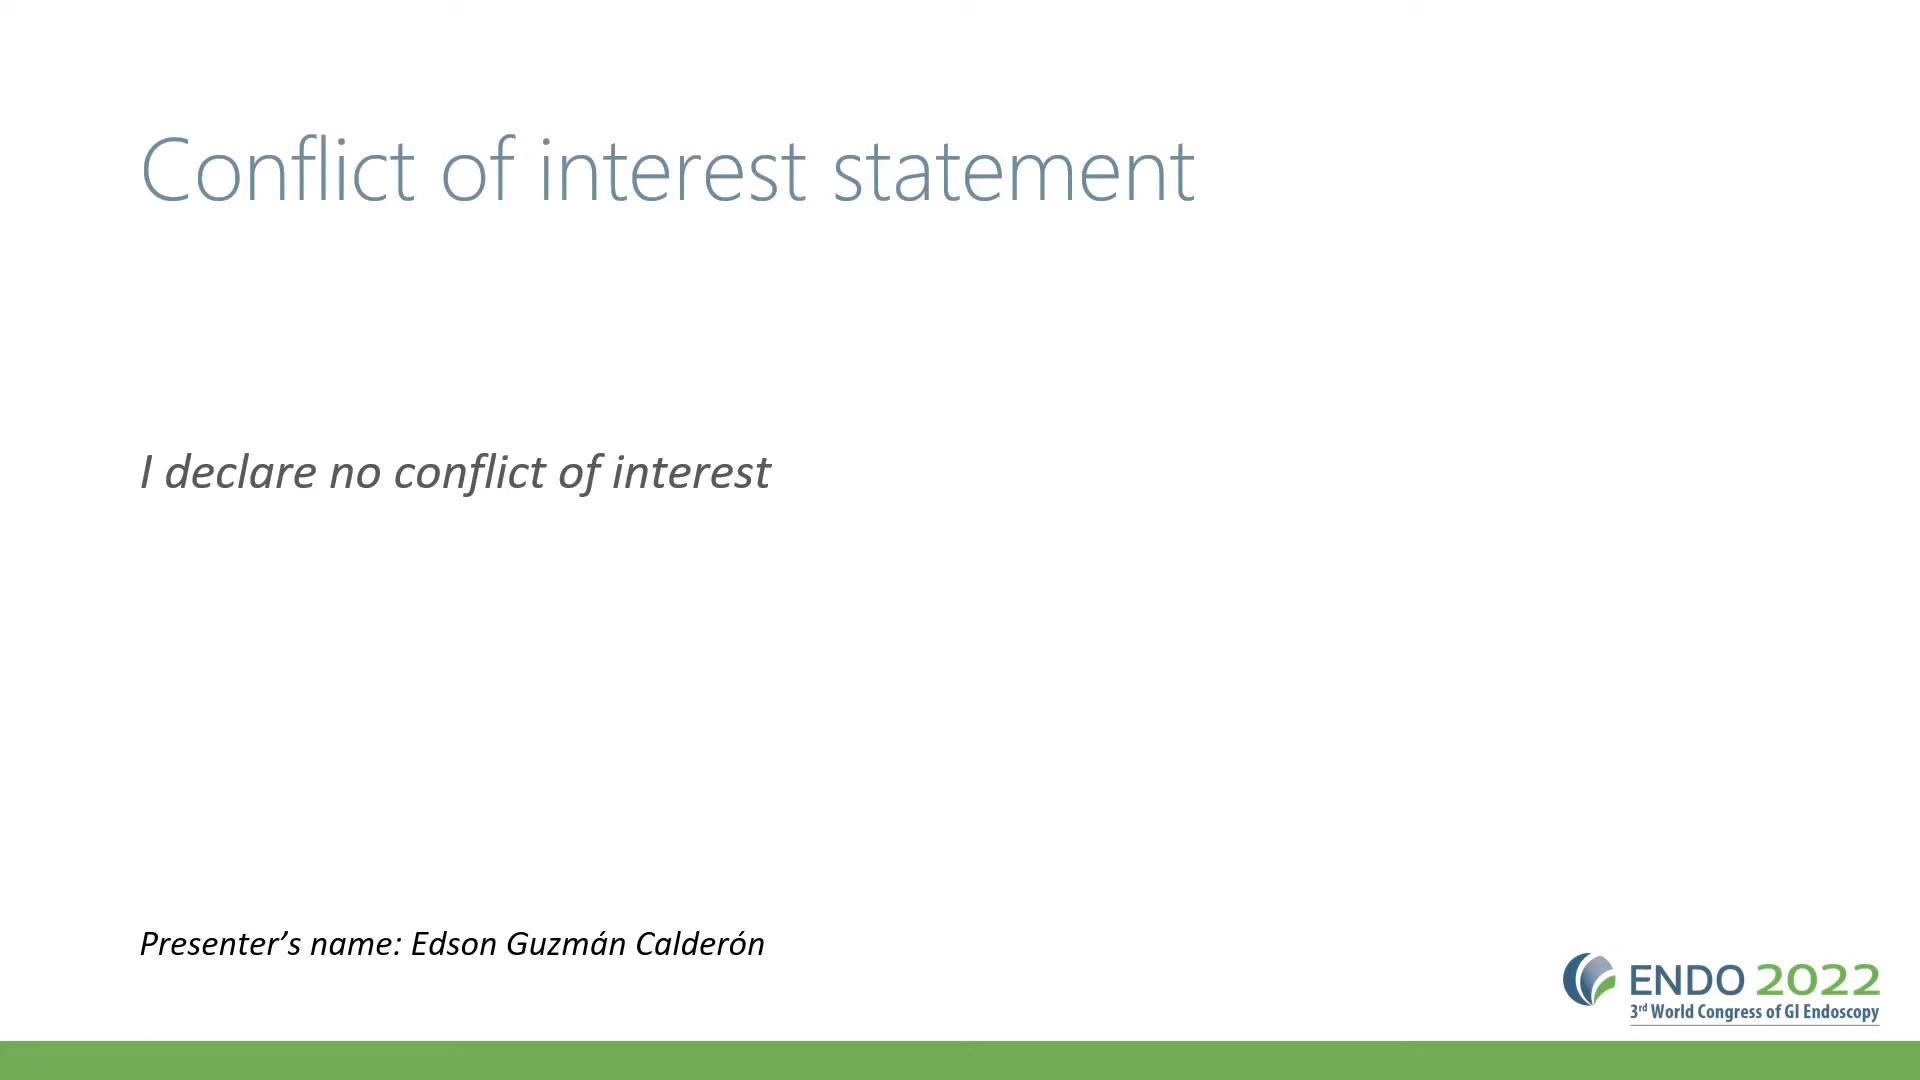 Conflict of interest statement
I declare no conflict of interest
Presenter’s name: Edson Guzmán Calderón
ENDO 2022
3rd World Congress of GI Endoscopy